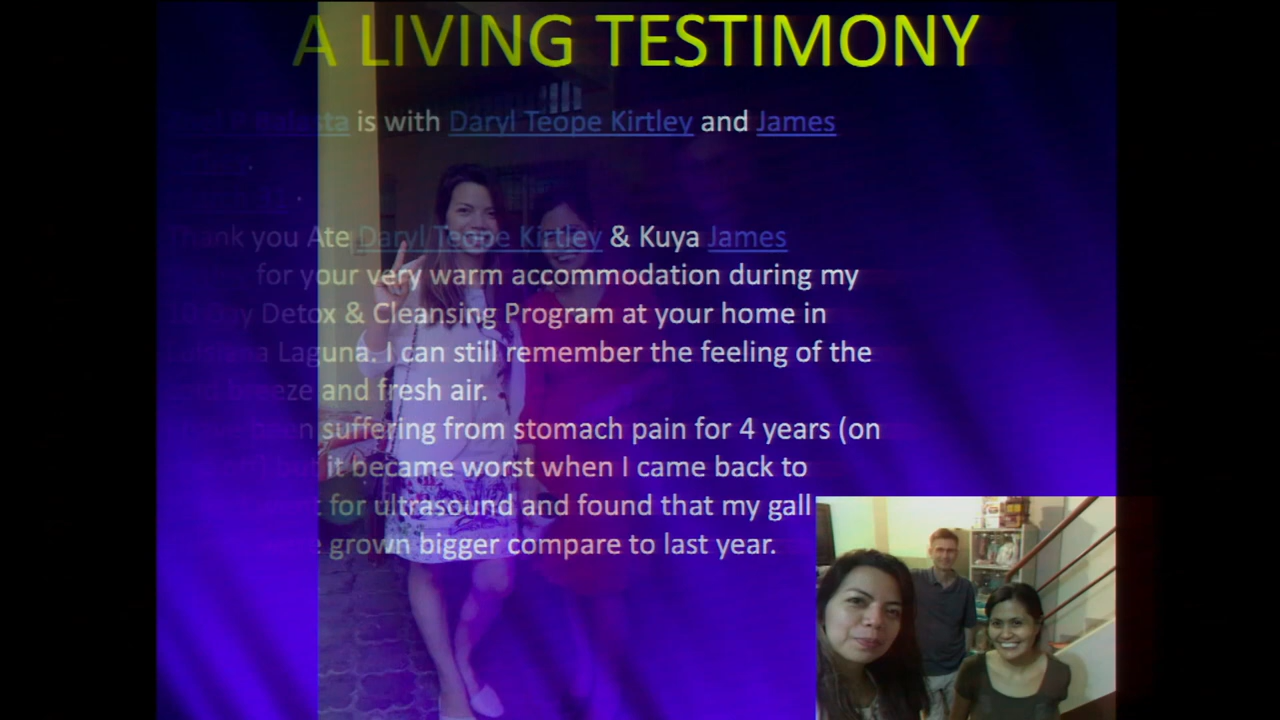 A LIVING TESTIMONY
is with Daryl Teope Kirtley and James
Thank you Ate Daryl Teope Kirtley & Kuya James
for your very warm accommodation during my
10 Day Detox & Cleansing Program at your home in
Laguna. I can still remember the feeling of the
and fresh air.
suffering from stomach pain for 4 years (on
but it became worst when I came back to
for ultrasound and found that my gall
grown bigger compare to last year.